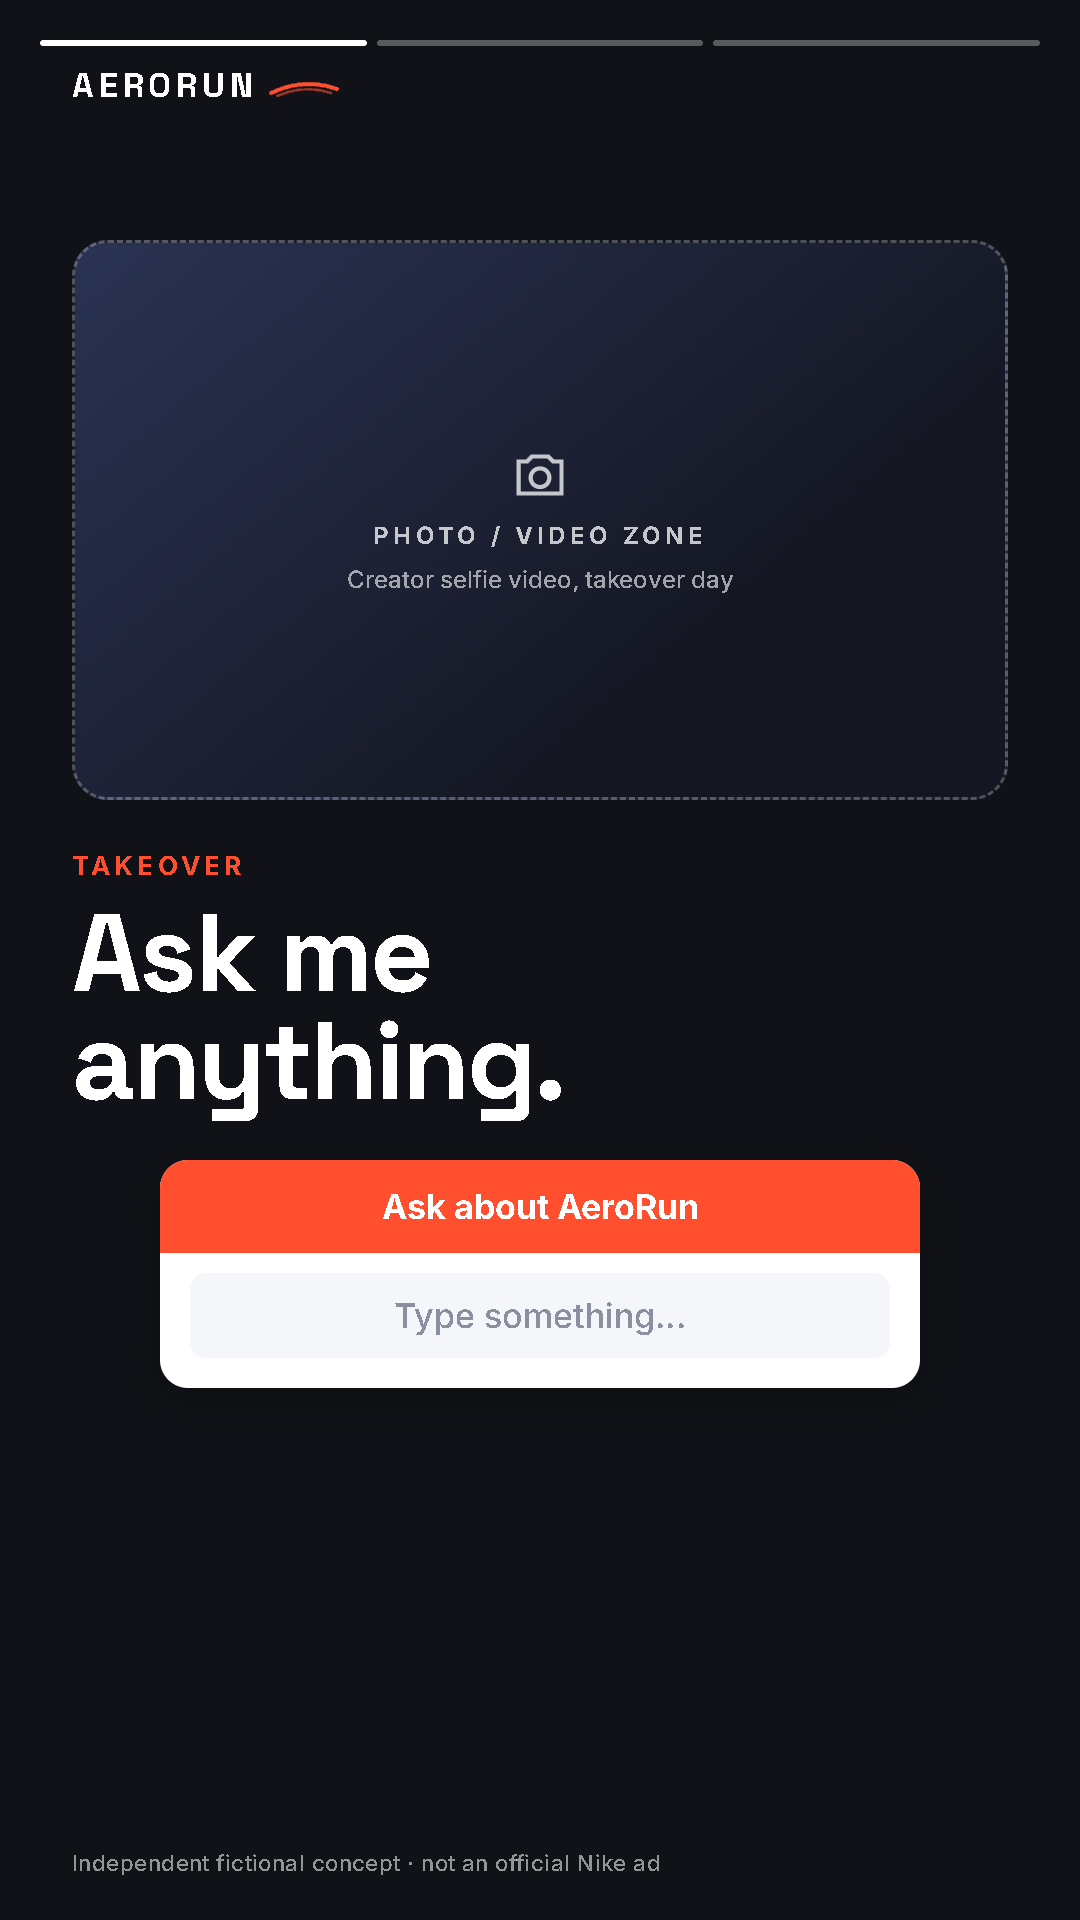 AERORUN
PHOTO / VIDEO ZONE
Creator selfie video, takeover day
TAKEOVER
Ask me
anything.
Ask about AeroRun
Type something...
Independent fictional concept · not an official Nike ad